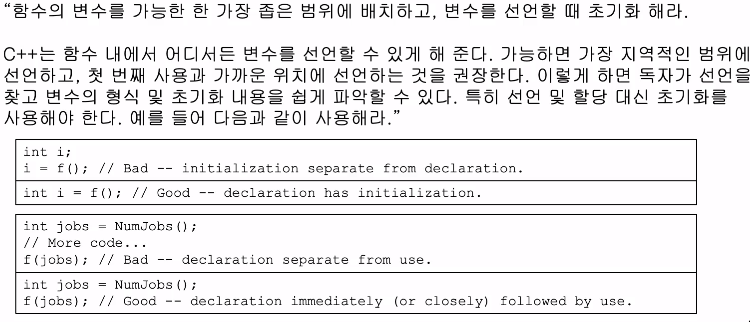 “함수의 변수를 가능한 한 가장 좁은 범위에 배치하고, 변수를 선언할 때 초기화 해라.
C++는 함수 내에서 어디서든 변수를 선언할 수 있게 해 준다. 가능하면 가장 지역적인 범위에
선언하고, 첫 번째 사용과 가까운 위치에 선언하는 것을 권장한다. 이렇게 하면 독자가 선언을
찾고 변수의 형식 및 초기화 내용을 쉽게 파악할 수 있다. 특히 선언 및 할당 대신 초기화를
사용해야 한다. 예를 들어 다음과 같이 사용해라.”
int i;
i = f(); // Bad -- initialization separate from declaration.
int i = f(); // Good -- declaration has initialization.
int jobs = NumJobs();
// More code...
f(jobs); // Bad -- declaration separate from use.
int jobs = NumJobs();
f(jobs); // Good -- declaration immediately (or closely) followed by use.